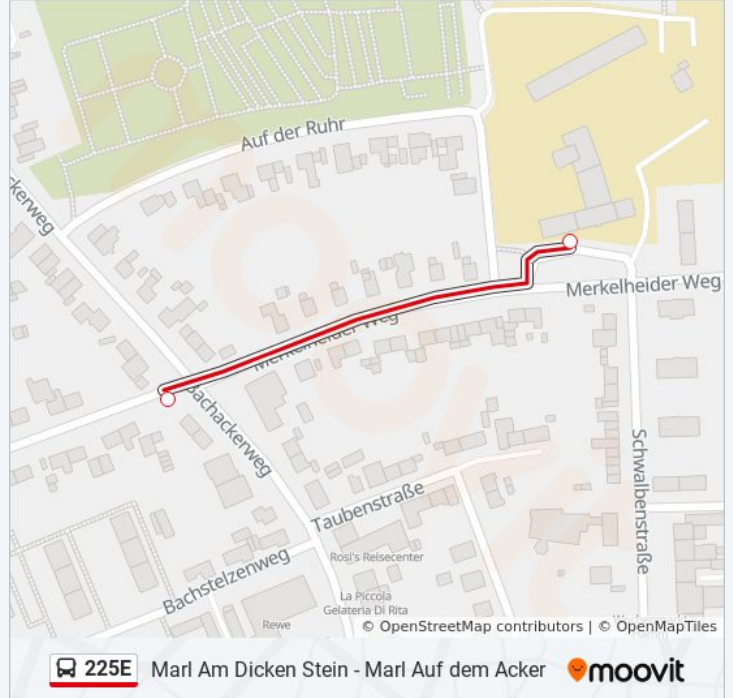 Auf der Ruhr
ckerweg
Merkelheider Weg
Merkelheider Weg
Bachackerweg
Schwalbenstraße
Taubenstraße
Rosi's Reisecenter
Bachstelzenweg
La Piccola
Gelateria Di Rita
Rewe
© OpenStreetMap contributors | © OpenMapTiles
225E Marl Am Dicken Stein - Marl Auf dem Acker moovit